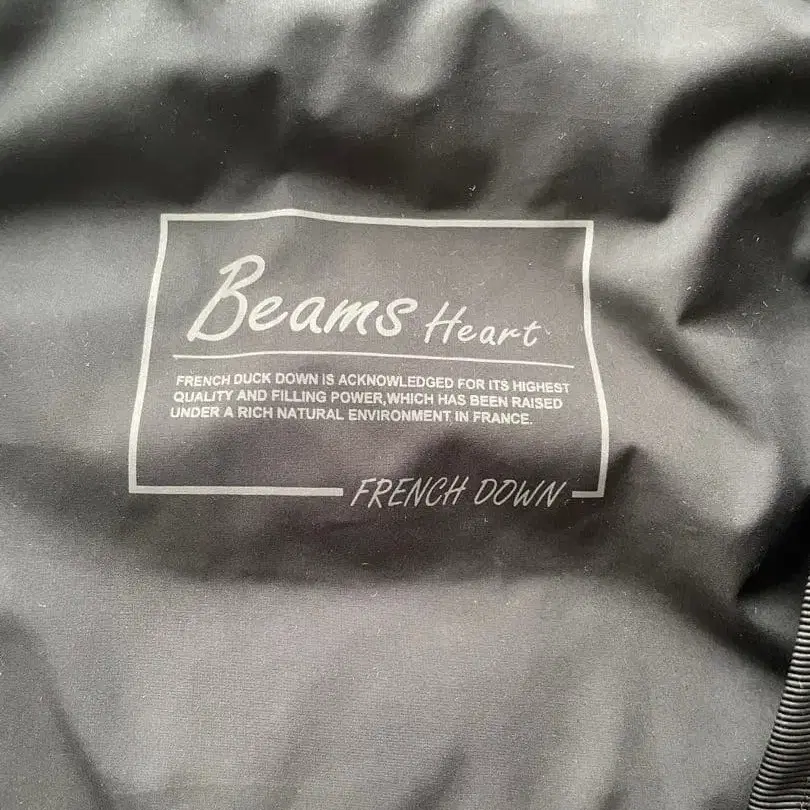 Beams Heart
FRENCH DUCK DOWN IS ACKNOWLEDGED FOR ITS HIGHEST
QUALITY AND FILLING POWER,WHICH HAS BEEN RAISED
UNDER A RICH NATURAL ENVIRONMENT IN FRANCE.
FRENCH DOWN